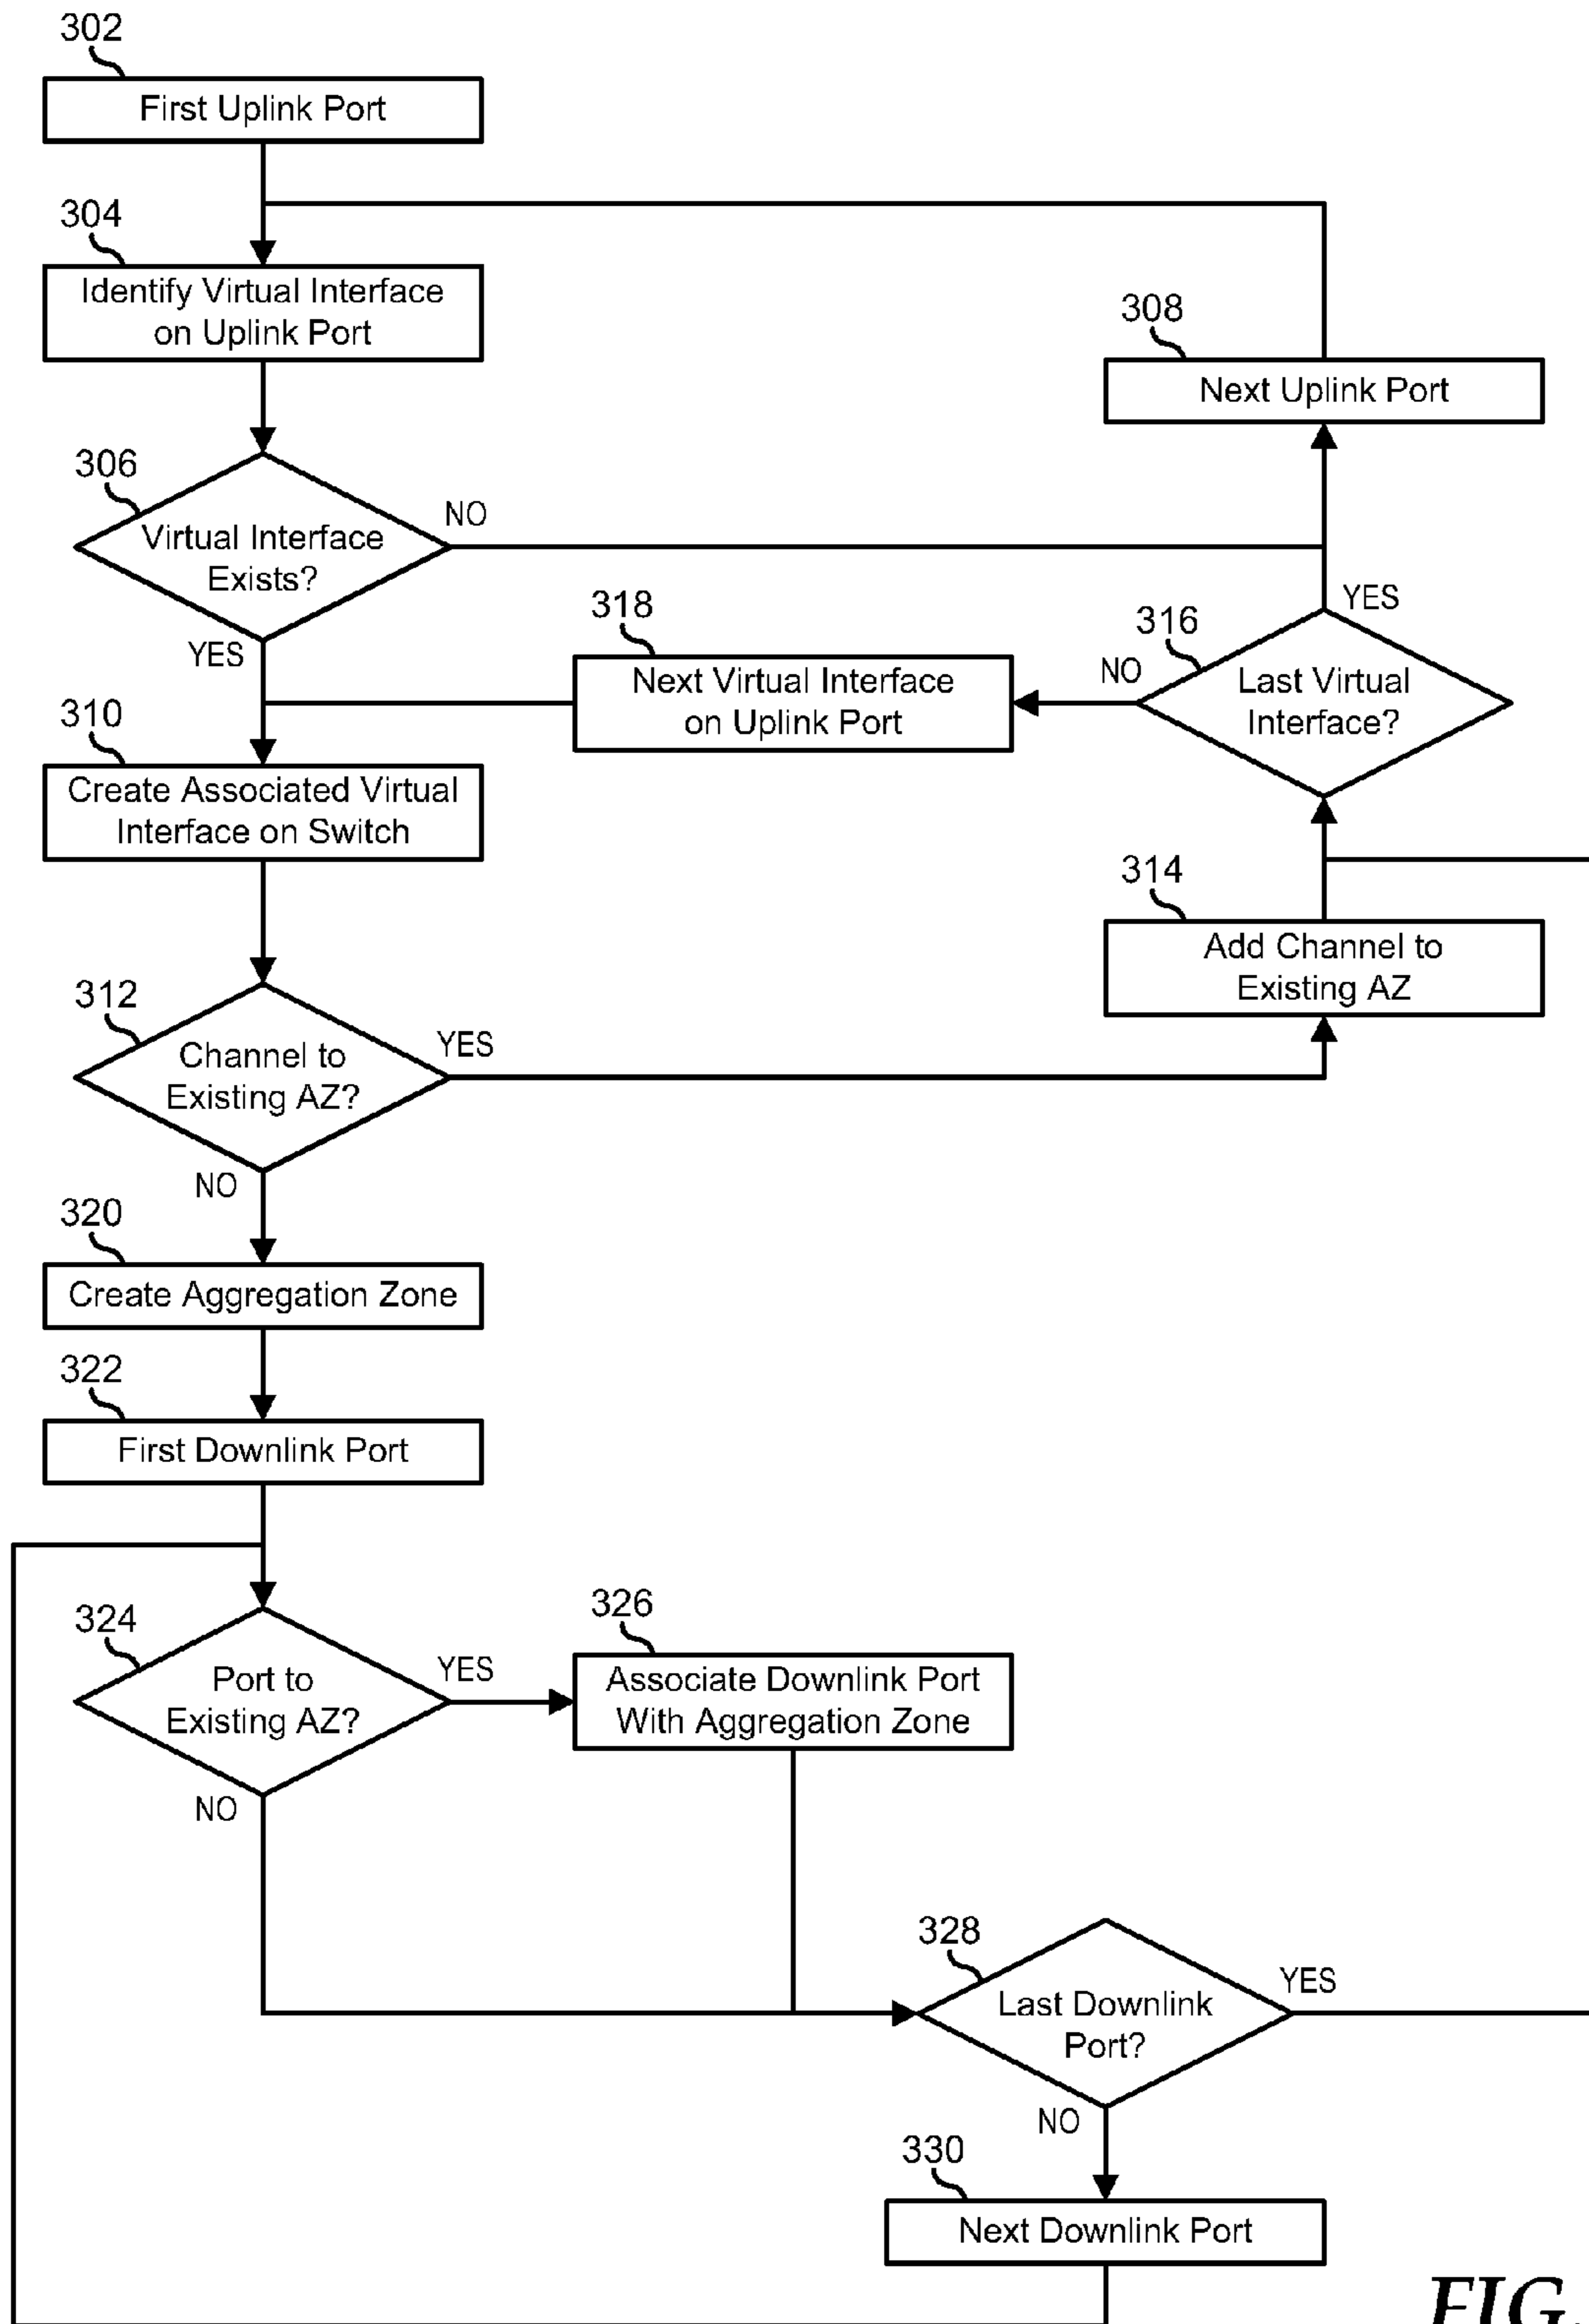 302
First Uplink Port
304
Identify Virtual Interface
on Uplink Port
308
Next Uplink Port
306
Virtual Interface
Exists?
NO
YES
318
Next Virtual Interface
on Uplink Port
316
Last Virtual
Interface?
YES
NO
310
Create Associated Virtual
Interface on Switch
314
Add Channel to
Existing AZ
312
Channel to
Existing AZ?
YES
NO
320
Create Aggregation Zone
322
First Downlink Port
324
Port to
Existing AZ?
YES
NO
326
Associate Downlink Port
With Aggregation Zone
328
Last Downlink
Port?
YES
NO
330
Next Downlink Port
FIG.